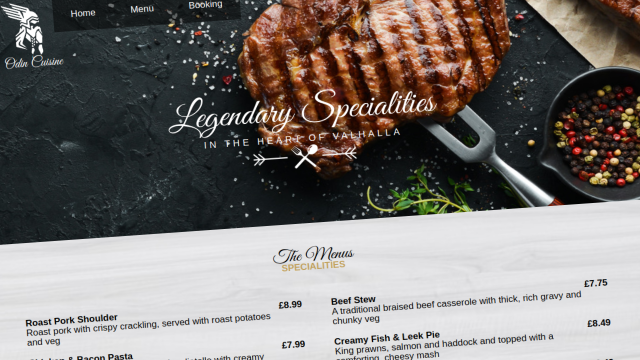 Home Menu Booking
Odin Cuisine
Legendary Specialities
IN THE HEART OF VALHALLA
The Menus
SPECIALITIES
Roast Pork Shoulder £8.99
Roast pork with crispy crackling, served with roast potatoes
and veg
& Bacon Pasta £7.99
with creamy
Beef Stew £7.75
A traditional braised beef casserole with thick, rich gravy and
chunky veg
Creamy Fish & Leek Pie £8.49
King prawns, salmon and haddock and topped with a
comforting, cheesy mash